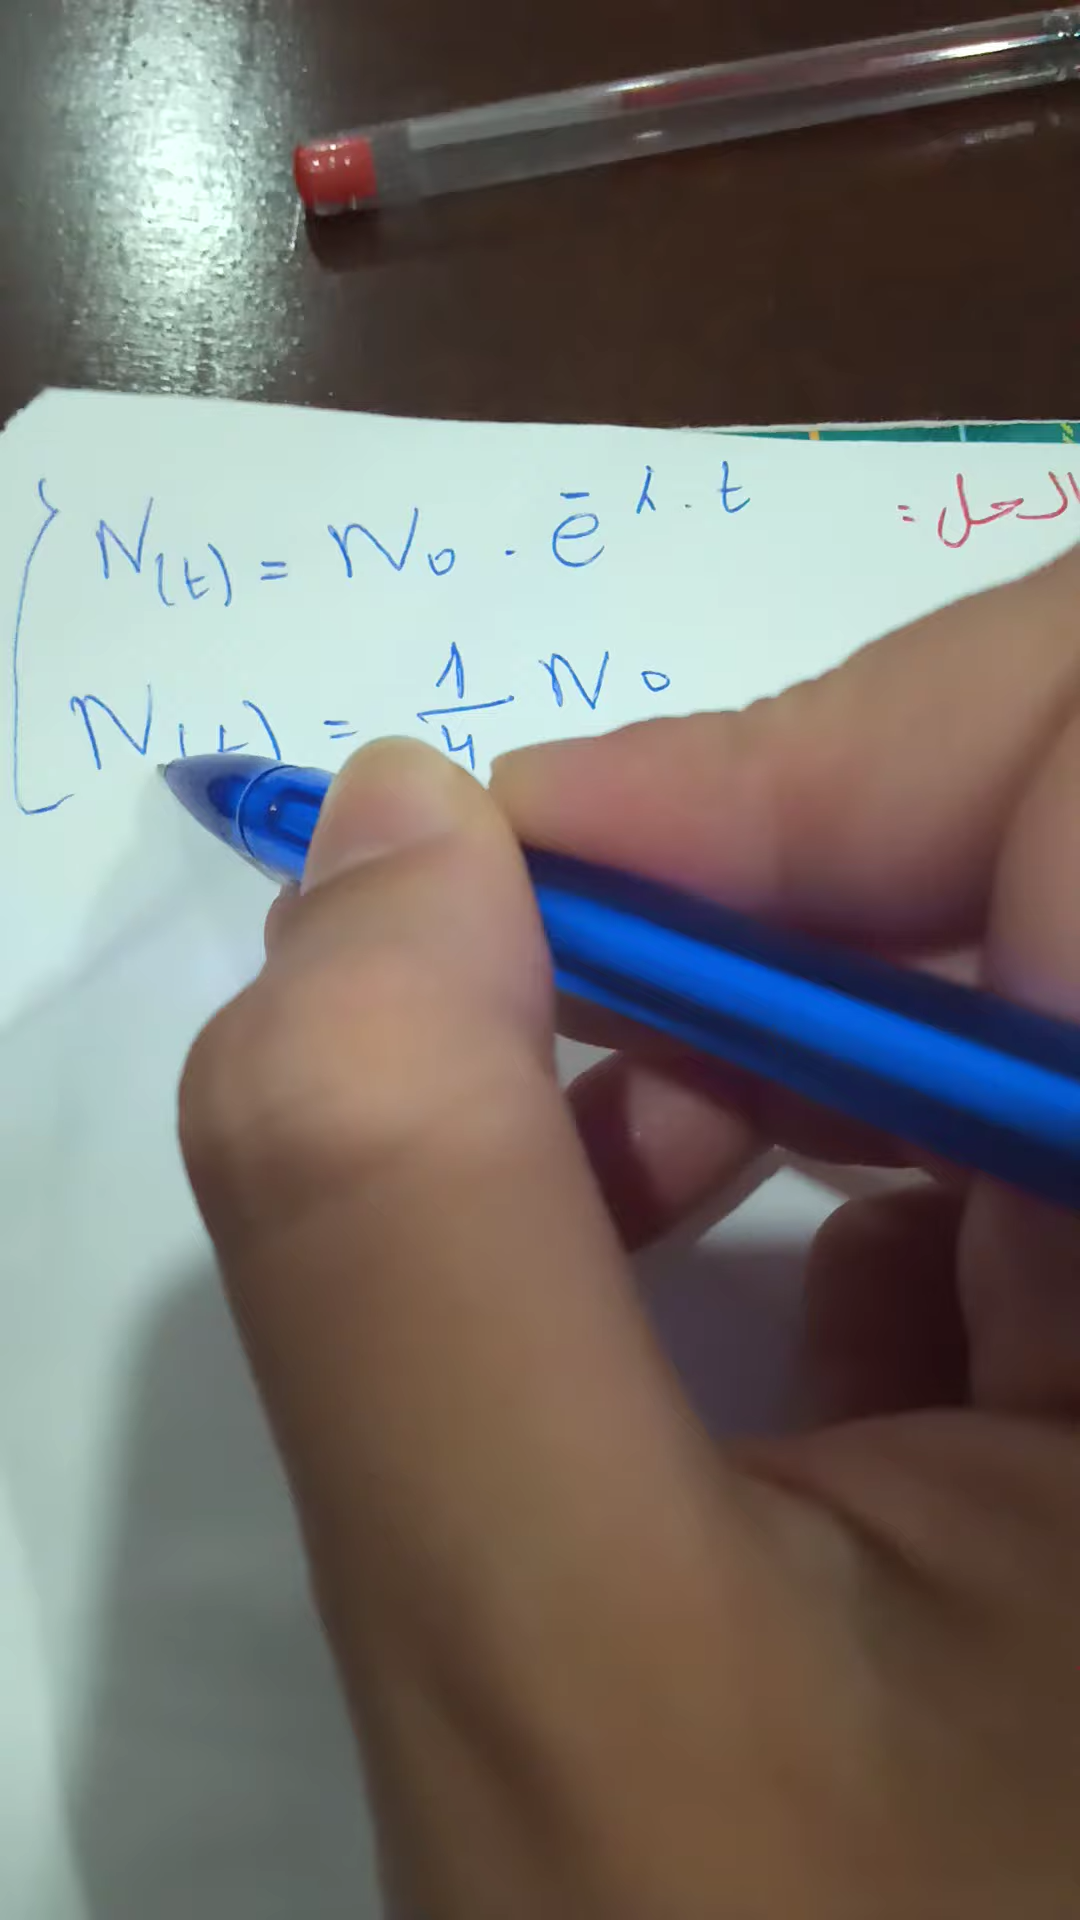 الحل :
N(t) = N₀ . e⁻ᵡ·ᵗ
N(t) = 1/4 N₀